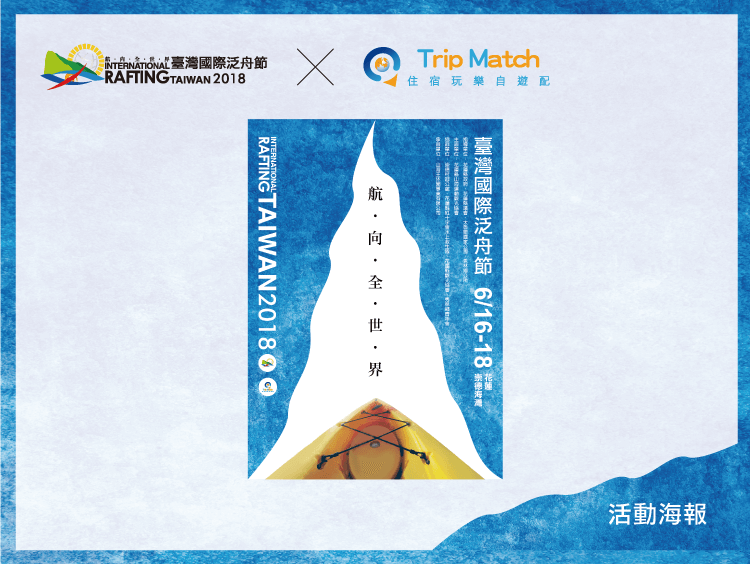 航·向·全·世·界
INTERNATIONAL 臺灣國際泛舟節
RAFTING TAIWAN 2018
Trip Match
住宿玩樂自遊配
臺灣國際泛舟節 6/16-18 花蓮
崇德海灣
航·向·全·世·界
INTERNATIONAL
RAFTING TAIWAN 2018
活動海報